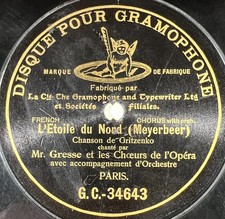 DISQUE POUR GRAMOPHONE
MARQUE DE FABRIQUE
Fabriqué par
La Cie The Gramophone and Typewriter Ltd
et Sociétés Filiales.
FRENCH CHORUS with orch.
L'Etoile du Nord (Meyerbeer)
Chanson de Gritzenko
chanté par
Mr. Gresse et les Chœurs de l'Opéra
avec accompagnement d'Orchestre
PARIS.
G.C.-34643